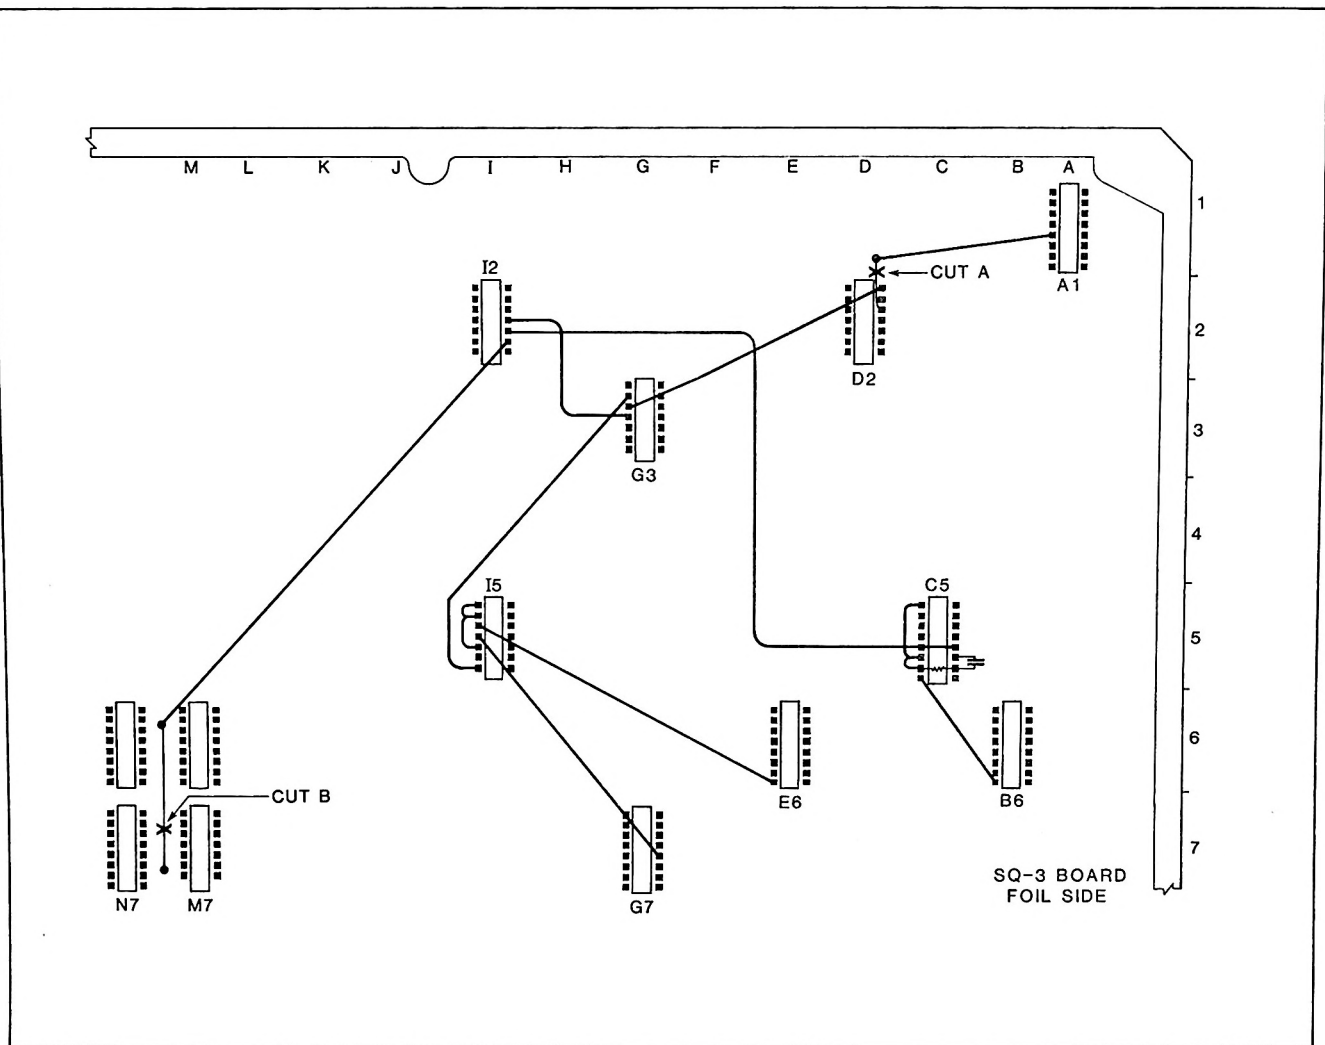 M L K J I H G F E D C B A
1
I2
CUT A
A1
2
D2
3
G3
4
I5
C5
5
6
CUT B
E6
B6
7
SQ-3 BOARD
FOIL SIDE
N7
M7
G7